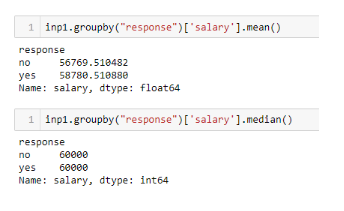 1 inp1.groupby("response")['salary'].mean()
response
no 56769.510482
yes 58780.510880
Name: salary, dtype: float64
1 inp1.groupby("response")['salary'].median()
response
no 60000
yes 60000
Name: salary, dtype: int64